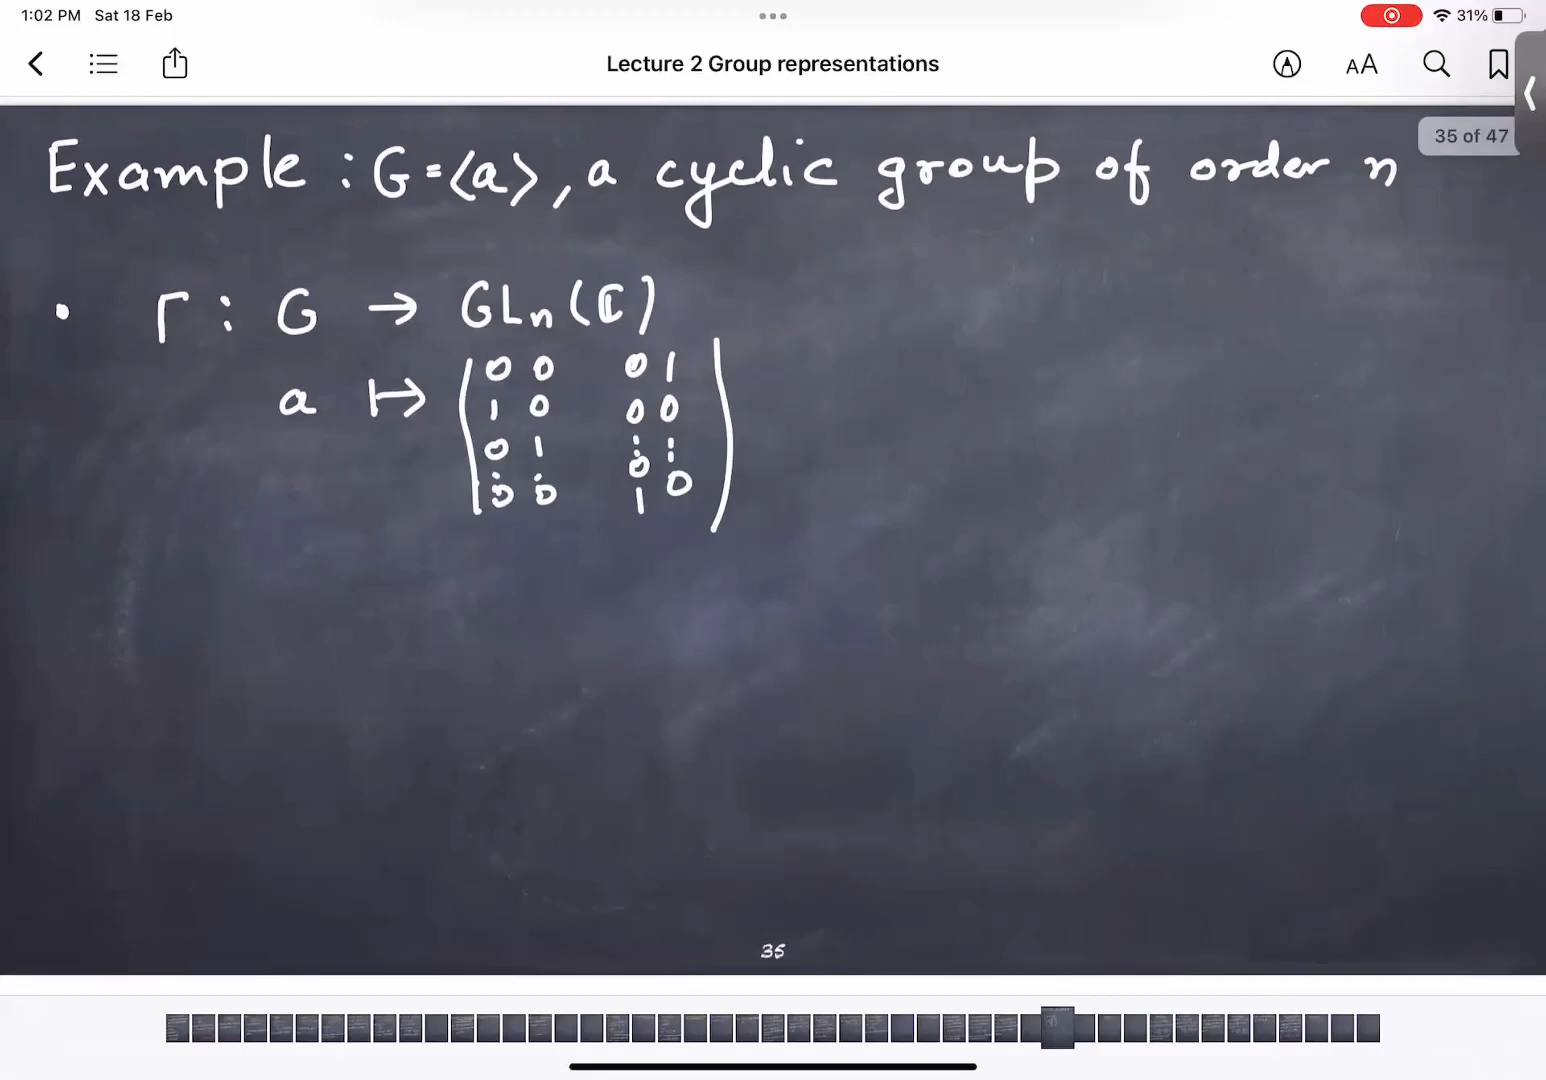 1:02 PM Sat 18 Feb
31%
Lecture 2 Group representations
AA
35 of 47
Example : G = <a>, a cyclic group of order n
• Γ : G → GLn(ℂ)
a ↦ ( 0 0 0 1
1 0 0 0
0 1 ⋮ ⋮
⋮ ⋮ 0
0 0 1 0 )
35